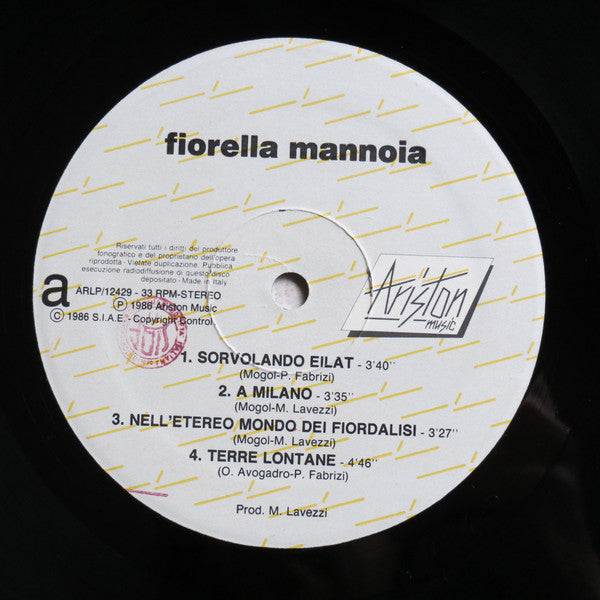 fiorella mannoia
Riservati tutti i diritti del produttore
fonografico e del proprietario dell'opera
riprodotta - Vietate duplicazione. Pubblica
esecuzione radiodiffusione di questo disco
depositato - Made in Italy
a
ARLP/12429 - 33 RPM-STEREO
Ⓟ 1986 Ariston Music
© 1986 S.I.A.E. - Copyright Control.
Ariston
MUSIC
1. SORVOLANDO EILAT - 3'40''
(Mogol-P. Fabrizi)
2. A MILANO - 3'35''
(Mogol-M. Lavezzi)
3. NELL'ETEREO MONDO DEI FIORDALISI - 3'27''
(Mogol-M. Lavezzi)
4. TERRE LONTANE - 4'46''
(O. Avogadro-P. Fabrizi)
Prod. M. Lavezzi